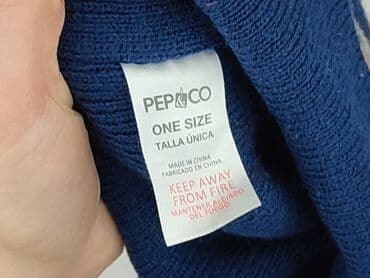 PEP&CO
ONE SIZE
TALLA ÚNICA
MADE IN CHINA
FABRICADO EN CHINA
KEEP AWAY
FROM FIRE
MANTENER ALEJADO
DEL FUEGO